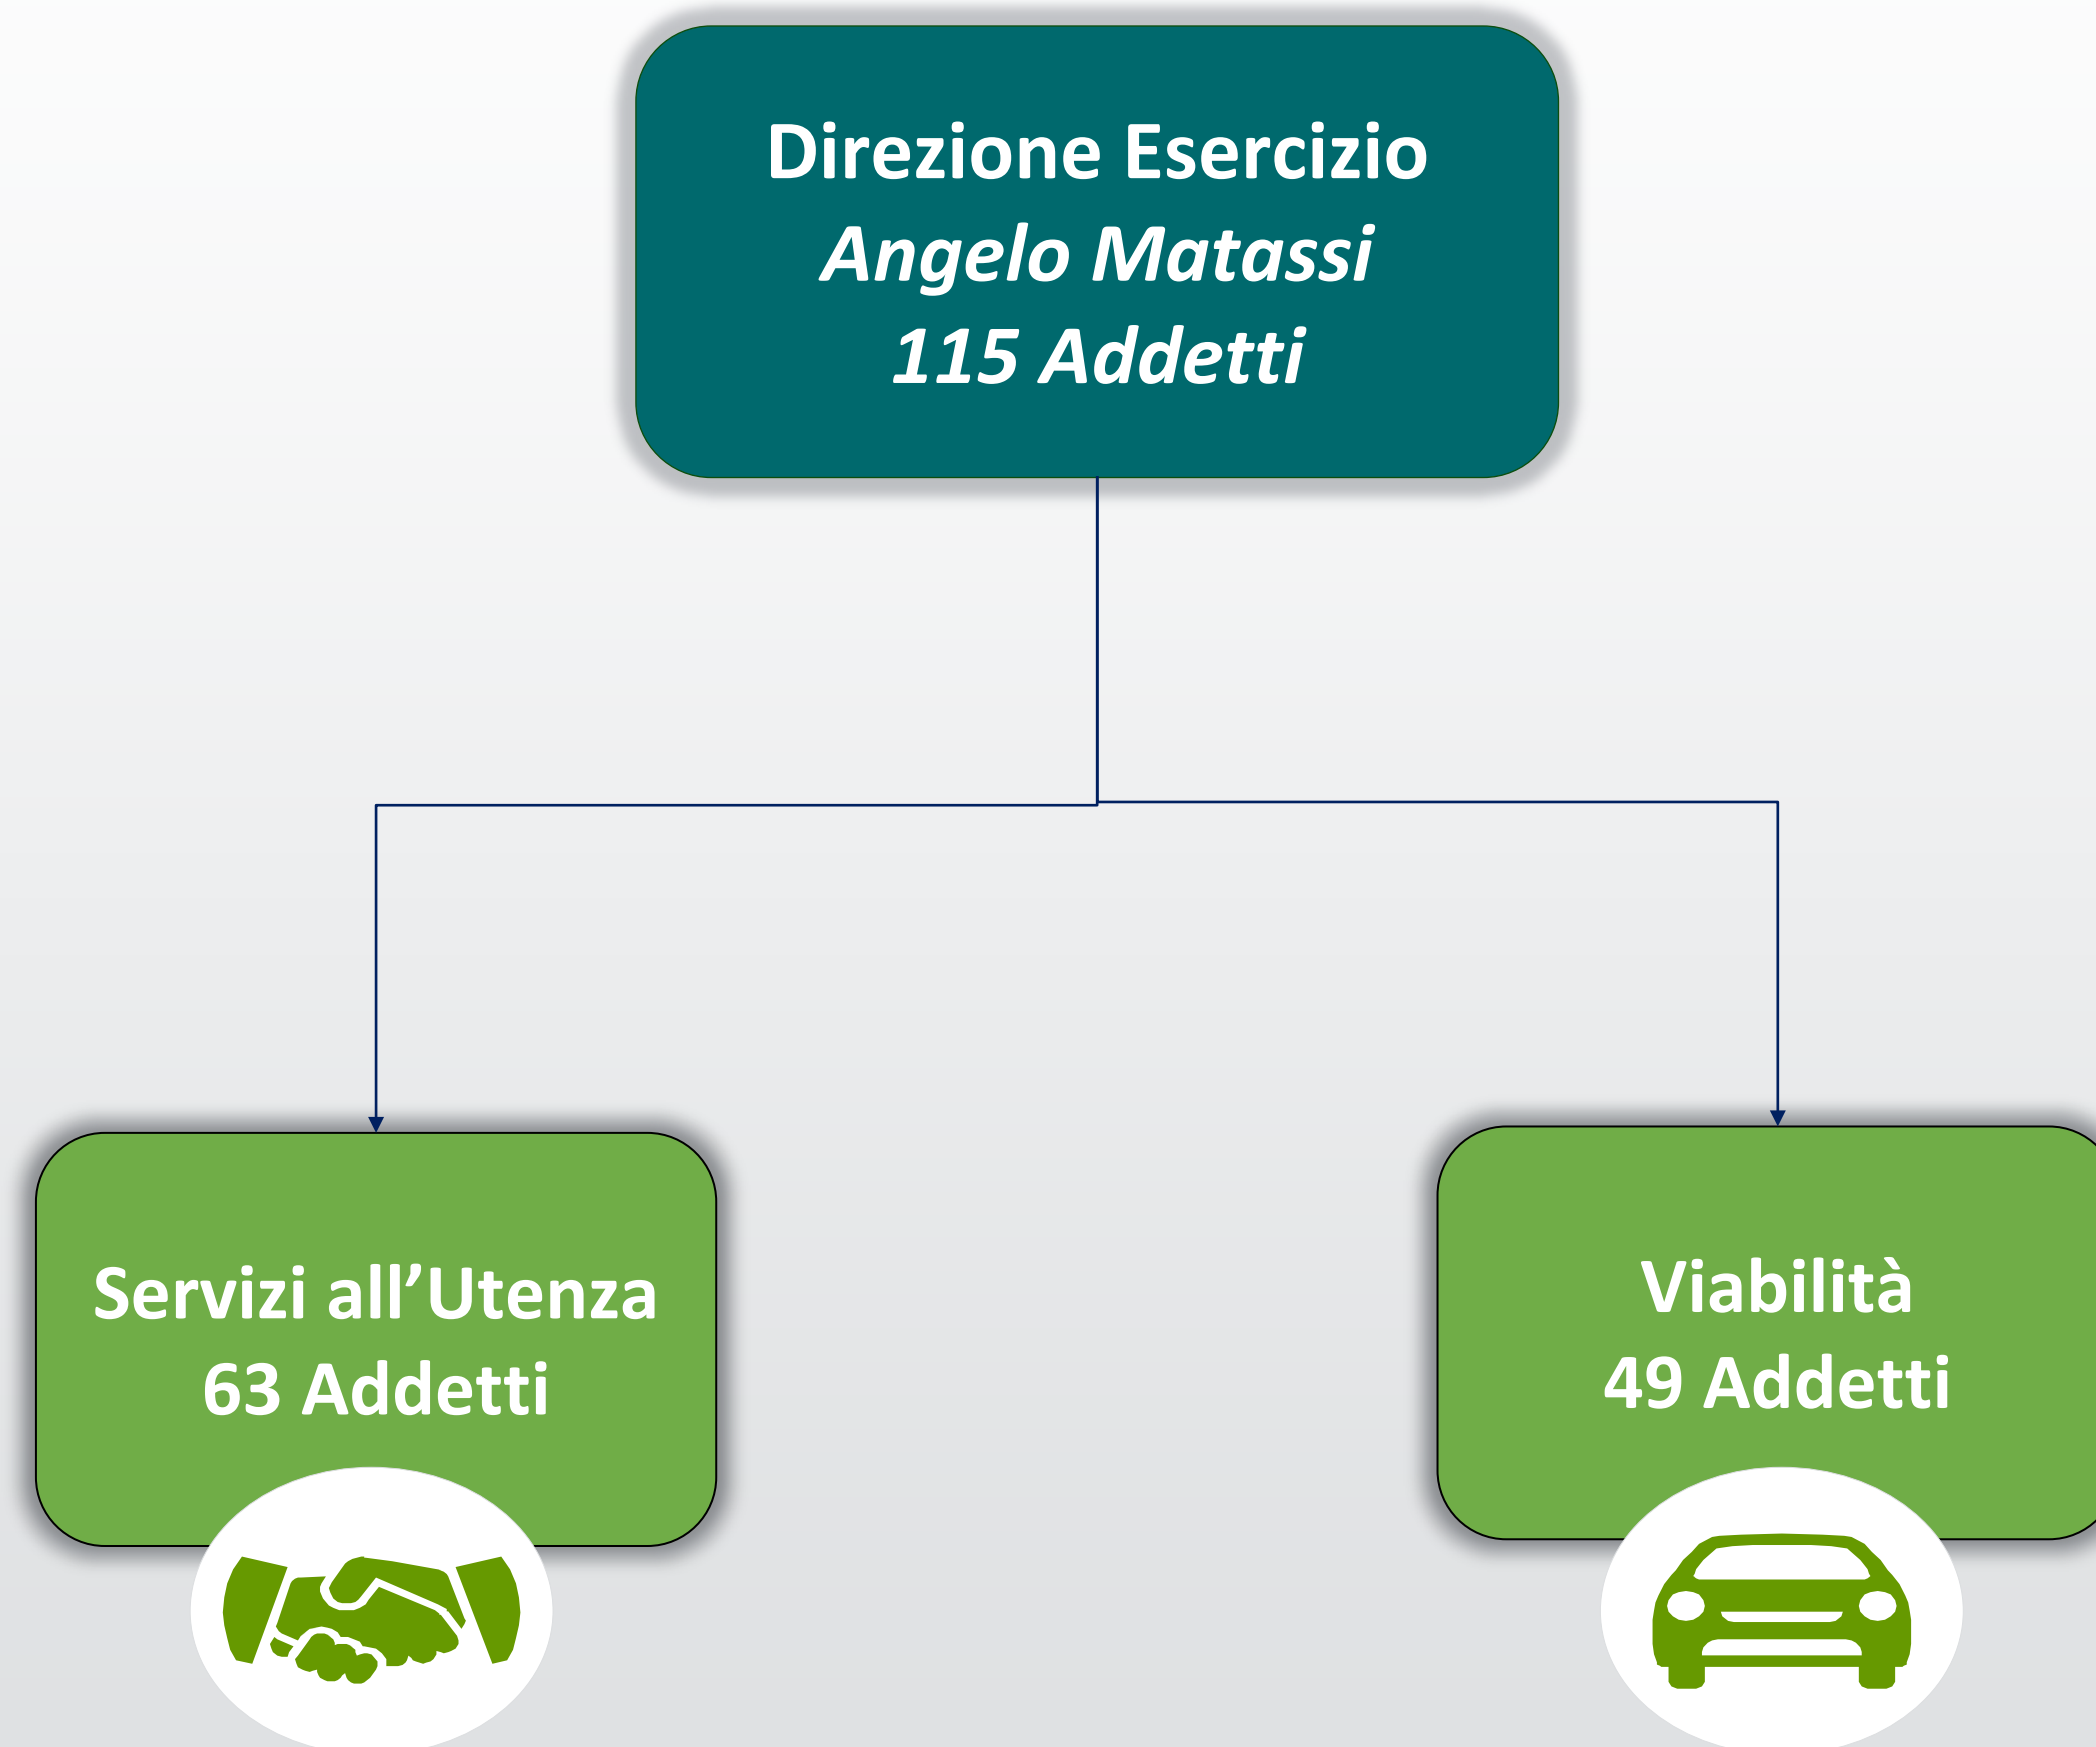 Direzione Esercizio
Angelo Matassi
115 Addetti
Servizi all’Utenza
63 Addetti
Viabilità
49 Addetti